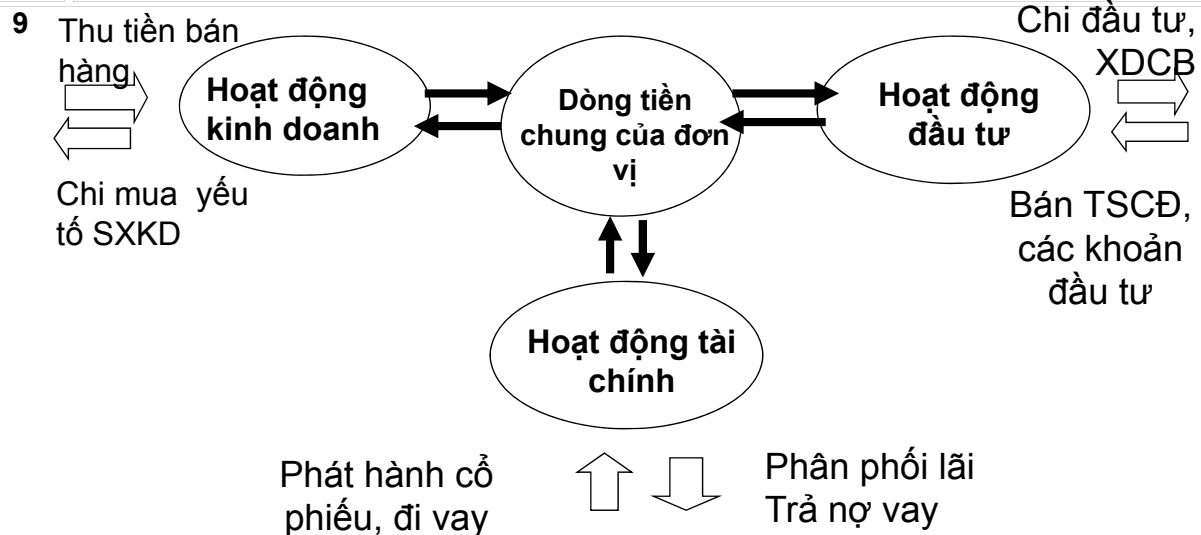 9
Thu tiền bán
hàng
Chi đầu tư,
XDCB
Hoạt động
kinh doanh
Dòng tiền
chung của đơn
vị
Hoạt động
đầu tư
Chi mua yếu
tố SXKD
Bán TSCĐ,
các khoản
đầu tư
Hoạt động tài
chính
Phát hành cổ
phiếu, đi vay
Phân phối lãi
Trả nợ vay